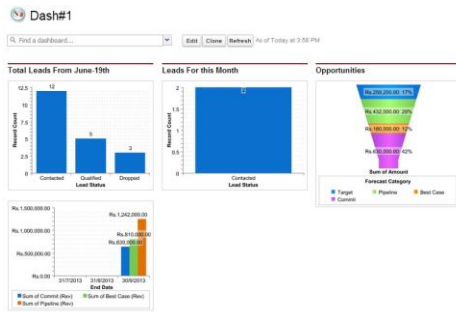 Dash#1
Find a dashboard...
Edit Clone Refresh As of Today at 3:56 PM
Total Leads From June-19th
12.5
10
7.5
5
2.5
0
Record Count
12
5
3
Contacted Qualified Dropped
Lead Status
Leads For this Month
2
1.5
1
0.5
0
Record Count
2
Contacted
Lead Status
Opportunities
17%
Rs.432,000.00 29%
Rs.180,000.00 12%
Rs.630,000.00 42%
Sum of Amount
Forecast Category
Target Pipeline Best Case
Commit
Rs.1,500,000.00
Rs.1,000,000.00
Rs.500,000.00
Rs.0.00
Rs.1,242,000.00
Rs.810,000.00
Rs.630,000.00
31/7/2013 31/8/2013 30/9/2013
End Date
Sum of Commit (Rev) Sum of Best Case (Rev)
Sum of Pipeline (Rev)